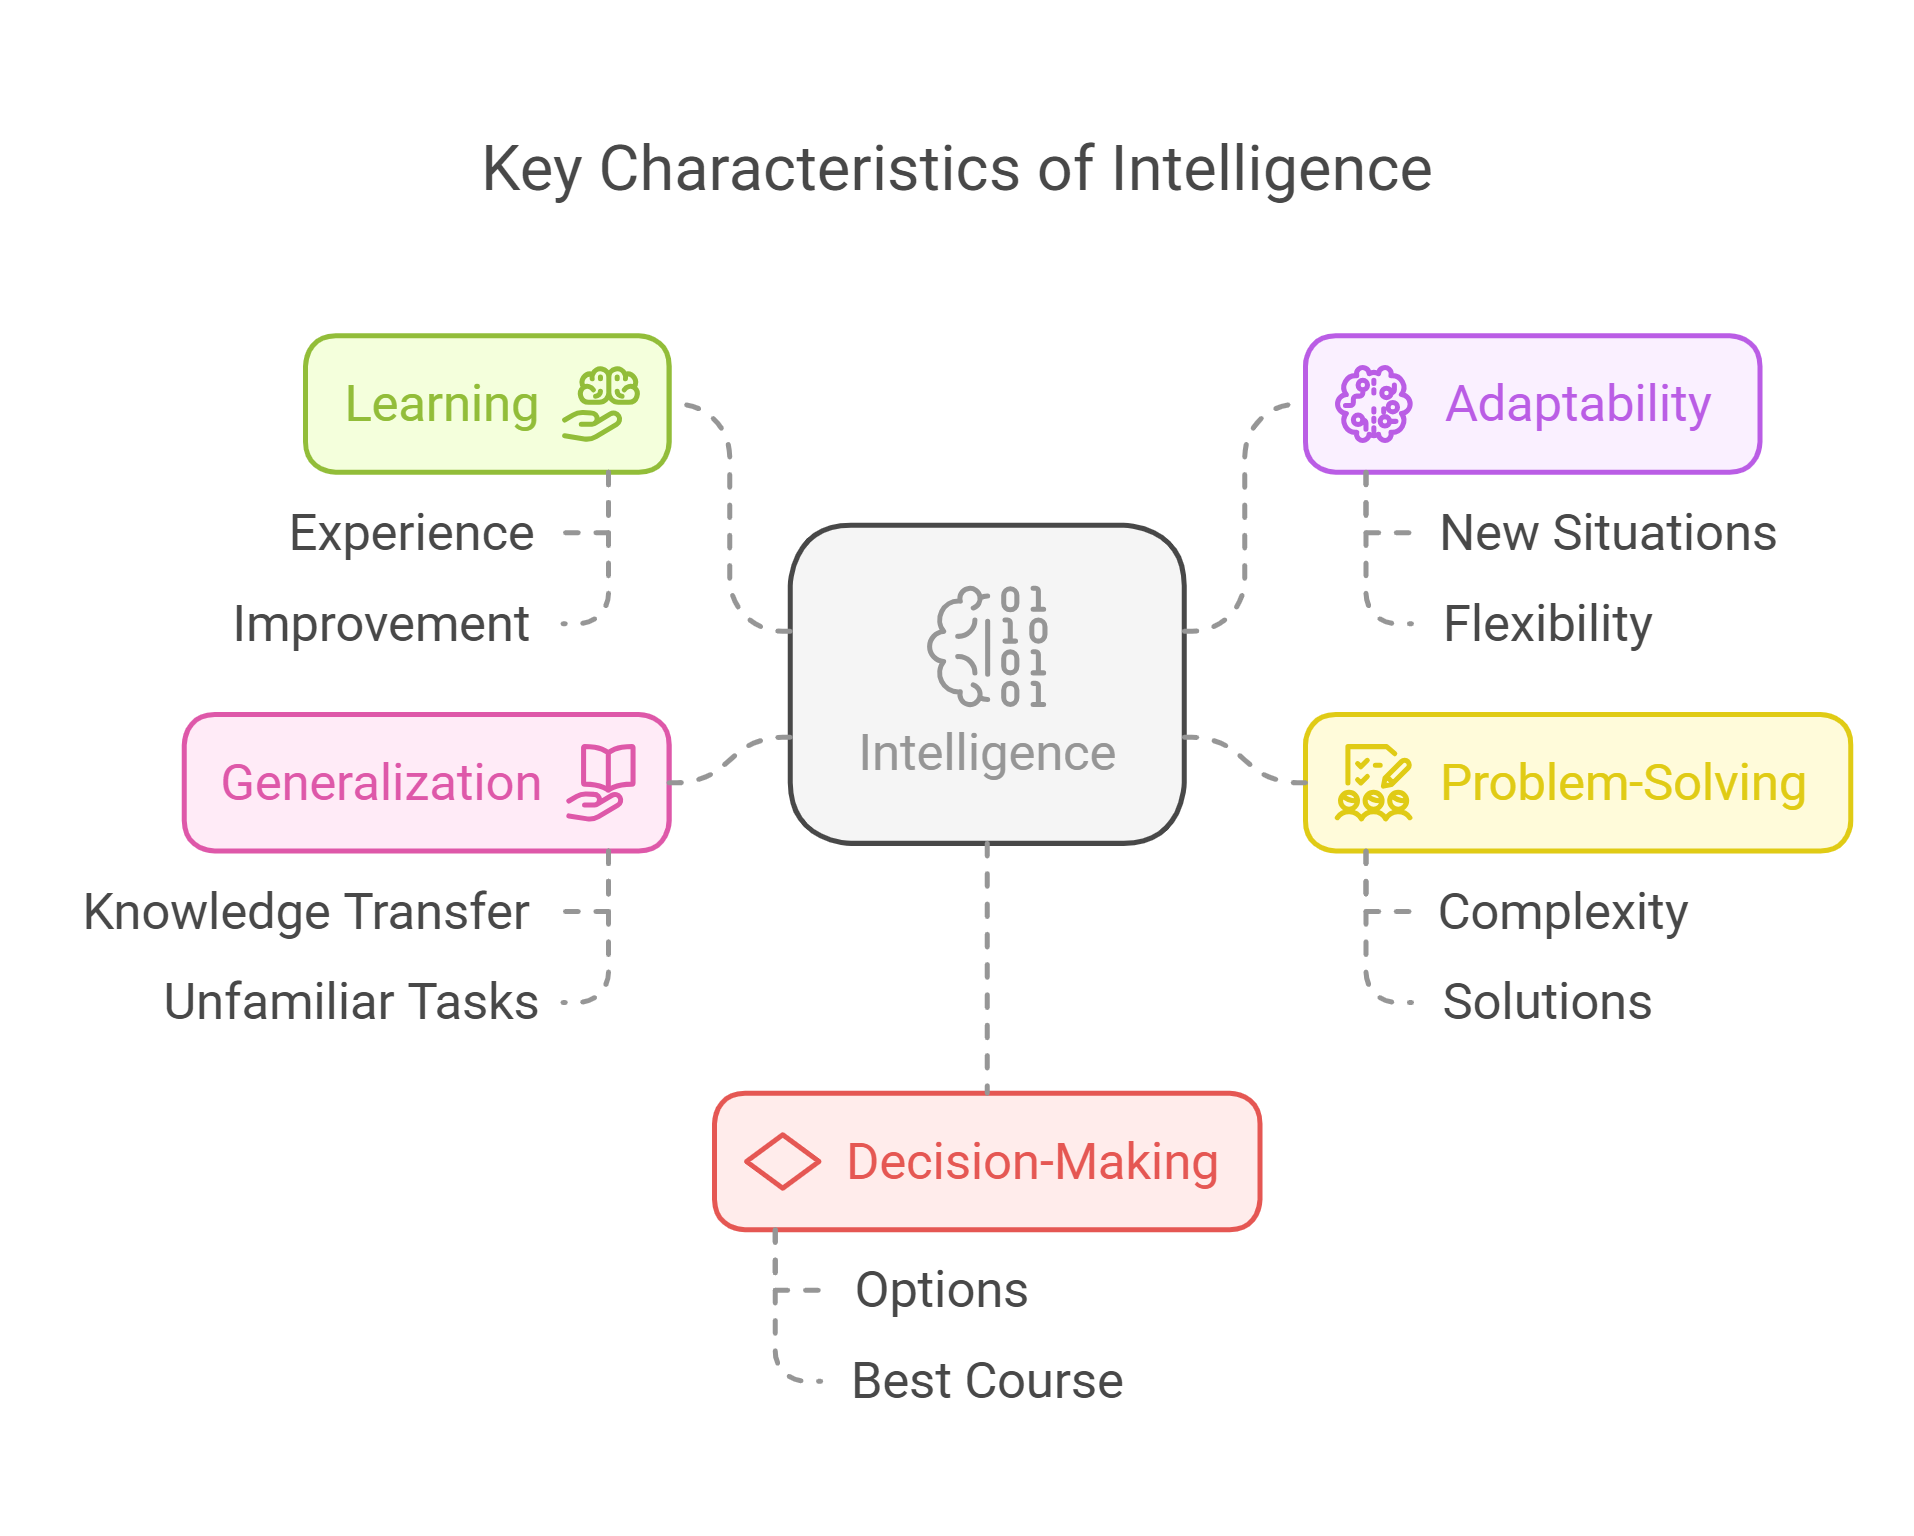 Key Characteristics of Intelligence
Learning
Experience
Improvement
Generalization
Knowledge Transfer
Unfamiliar Tasks
01
10
01
01
Intelligence
Adaptability
New Situations
Flexibility
Problem-Solving
Complexity
Solutions
Decision-Making
Options
Best Course